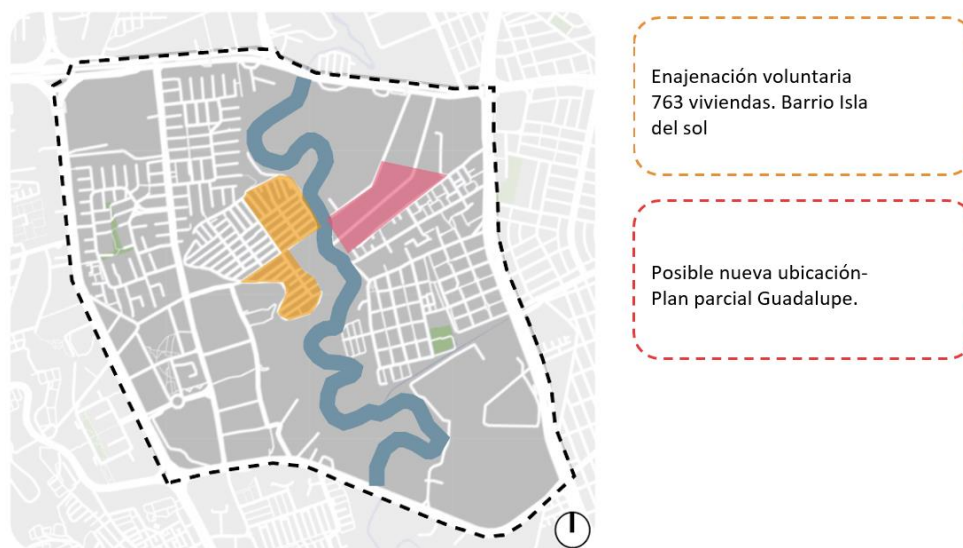 Enajenación voluntaria
763 viviendas. Barrio Isla
del sol
Posible nueva ubicación-
Plan parcial Guadalupe.